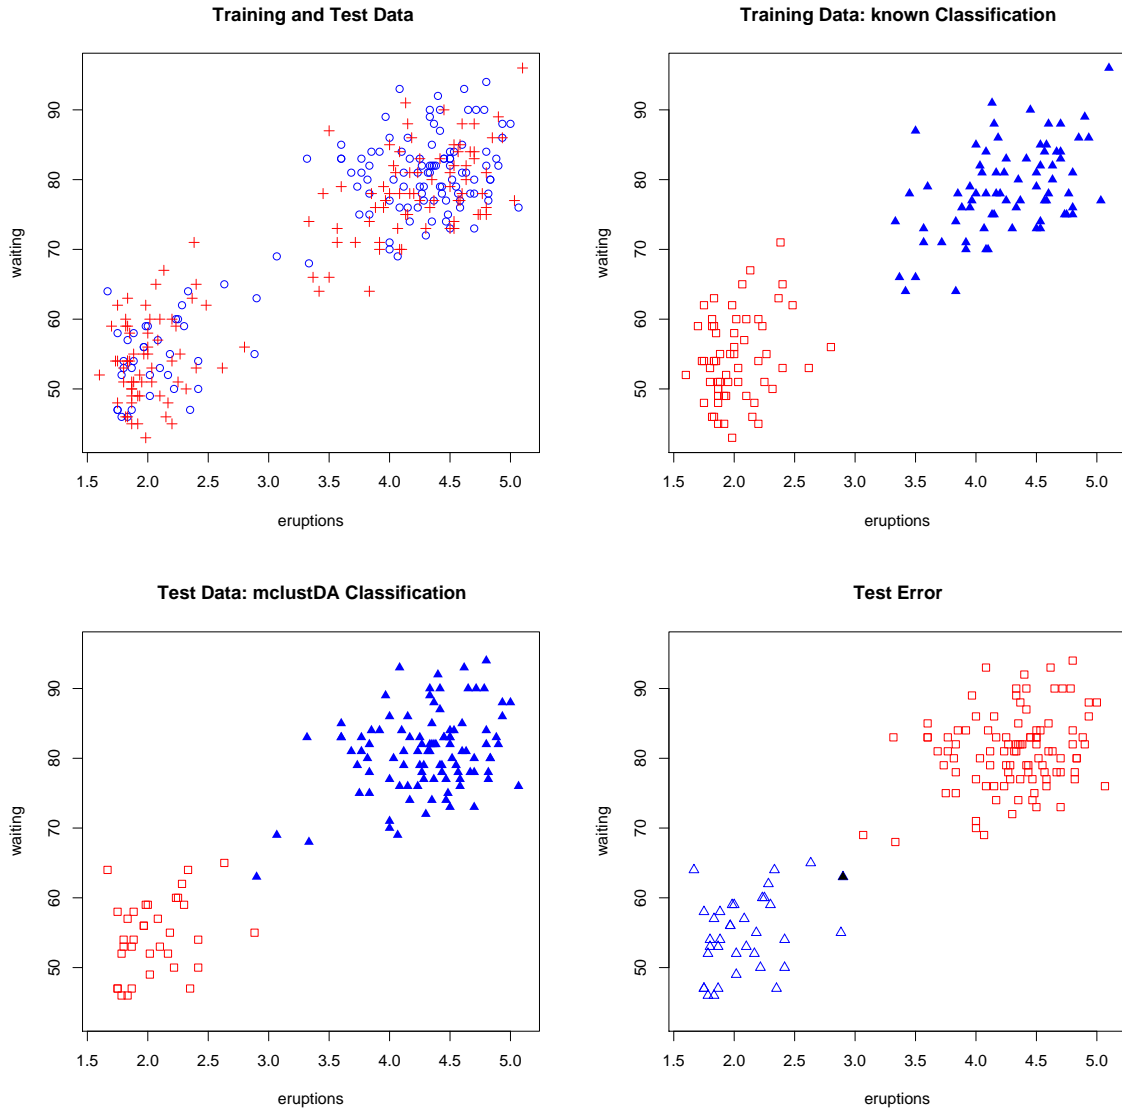 Training and Test Data
waiting
90
80
70
60
50
1.5 2.0 2.5 3.0 3.5 4.0 4.5 5.0
eruptions
Training Data: known Classification
waiting
90
80
70
60
50
1.5 2.0 2.5 3.0 3.5 4.0 4.5 5.0
eruptions
Test Data: mclustDA Classification
waiting
90
80
70
60
50
1.5 2.0 2.5 3.0 3.5 4.0 4.5 5.0
eruptions
Test Error
waiting
90
80
70
60
50
1.5 2.0 2.5 3.0 3.5 4.0 4.5 5.0
eruptions